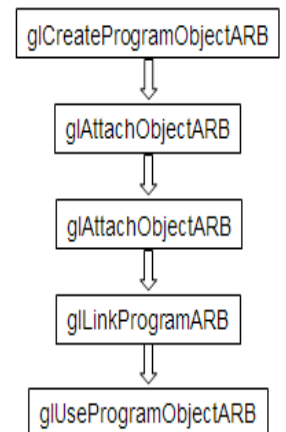 glCreateProgramObjectARB
glAttachObjectARB
glAttachObjectARB
glLinkProgramARB
glUseProgramObjectARB